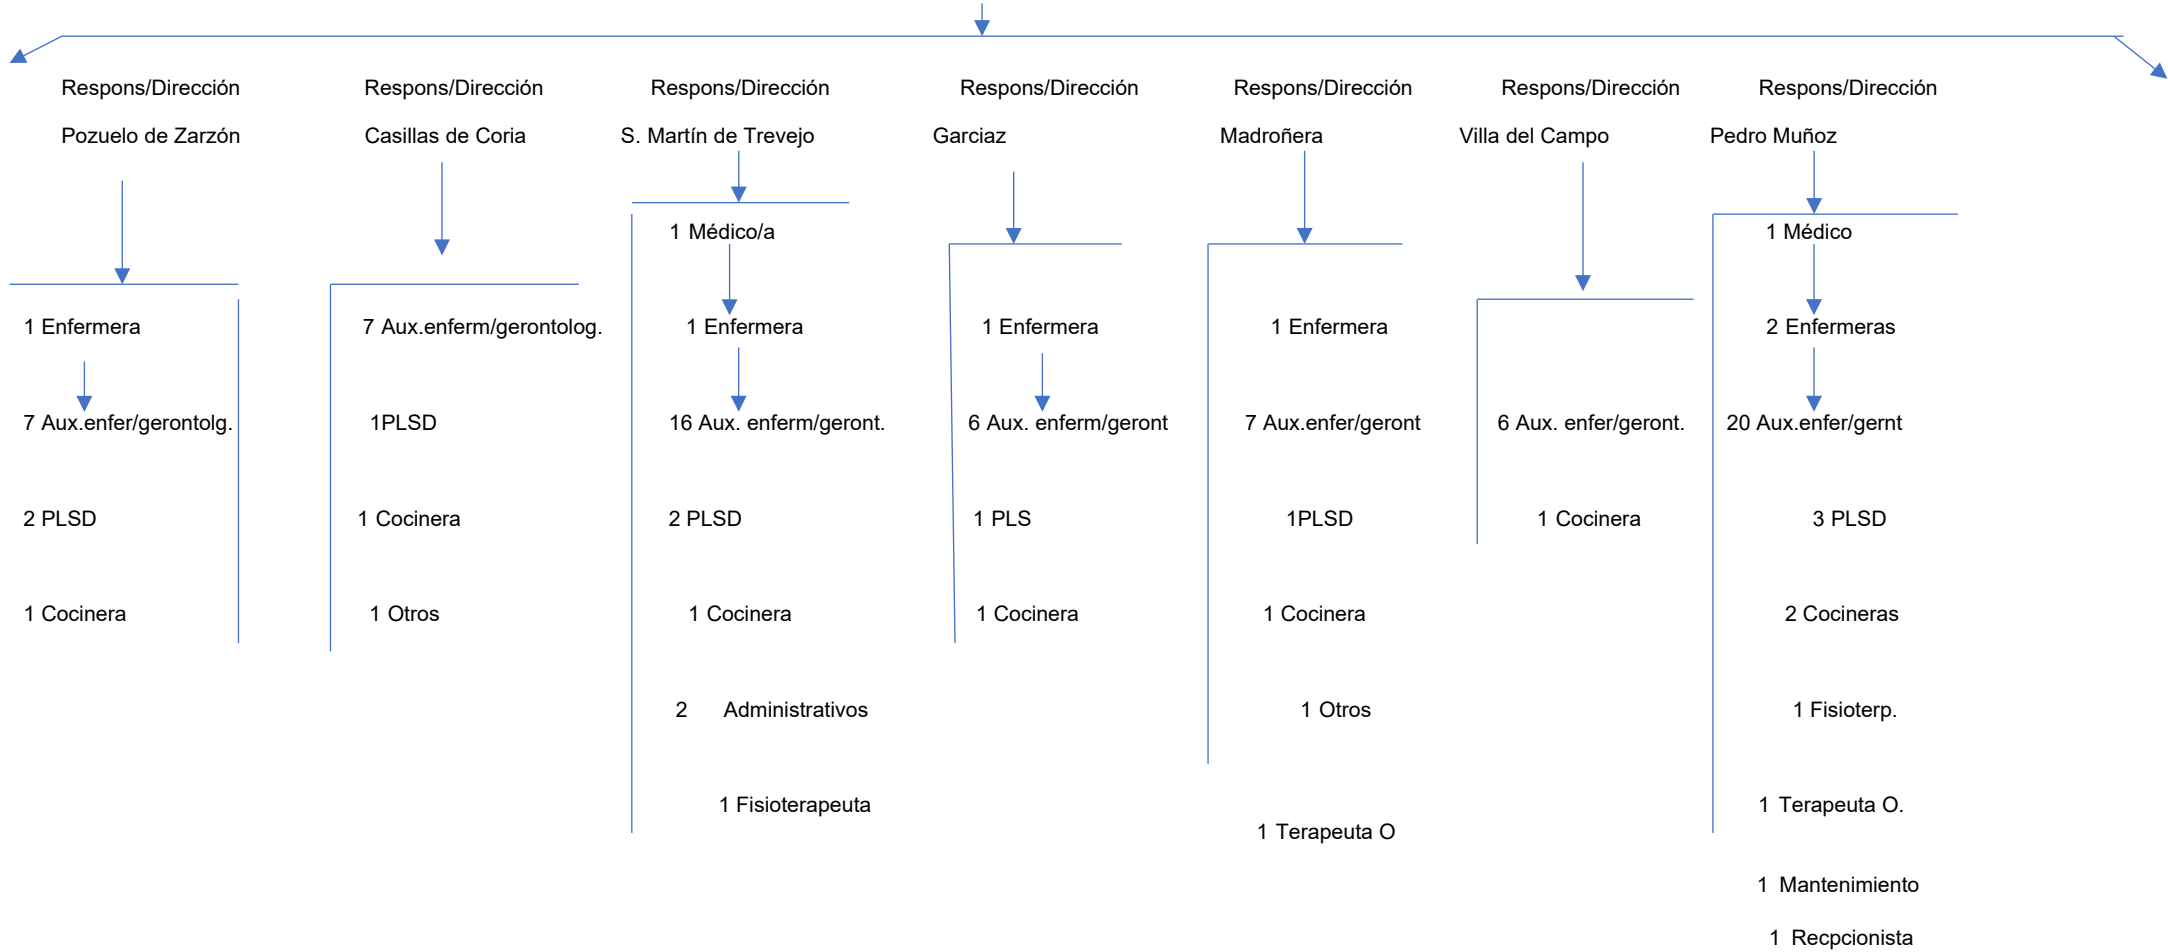 Respons/Dirección Respons/Dirección Respons/Dirección Respons/Dirección Respons/Dirección Respons/Dirección Respons/Dirección
Pozuelo de Zarzón Casillas de Coria S. Martín de Trevejo Garciaz Madroñera Villa del Campo Pedro Muñoz
1 Médico/a 1 Médico
1 Enfermera 7 Aux.enferm/gerontolog. 1 Enfermera 1 Enfermera 1 Enfermera 2 Enfermeras
7 Aux.enfer/gerontolg. 1PLSD 16 Aux. enferm/geront. 6 Aux. enferm/geront 7 Aux.enfer/geront 6 Aux. enfer/geront. 20 Aux.enfer/gernt
2 PLSD 1 Cocinera 2 PLSD 1 PLS 1PLSD 1 Cocinera 3 PLSD
1 Cocinera 1 Otros 1 Cocinera 1 Cocinera 1 Cocinera 2 Cocineras
2 Administrativos 1 Otros 1 Fisioterp.
1 Fisioterapeuta 1 Terapeuta O.
1 Terapeuta O
1 Mantenimiento
1 Recpcionista